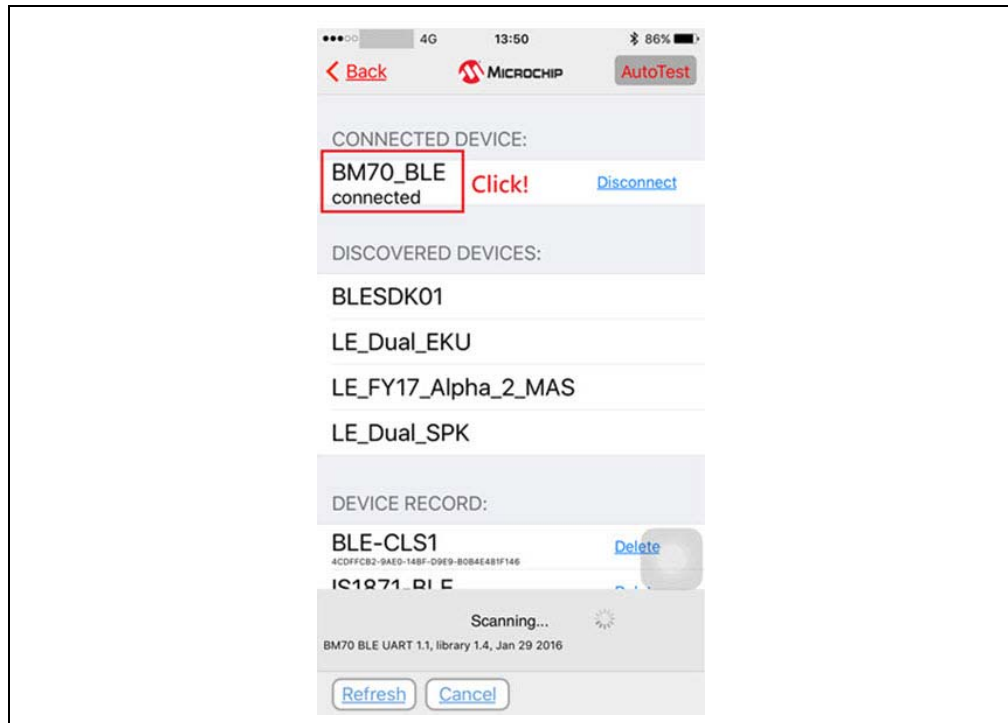 4G 13:50 86%
Back MICROCHIP AutoTest
CONNECTED DEVICE:
BM70_BLE
connected
Click!
Disconnect
DISCOVERED DEVICES:
BLESDK01
LE_Dual_EKU
LE_FY17_Alpha_2_MAS
LE_Dual_SPK
DEVICE RECORD:
BLE-CLS1
Delete
4CDFFCB2-9AE0-148F-D9E9-B0B4E481F146
IS1871-BLE
Scanning...
BM70 BLE UART 1.1, library 1.4, Jan 29 2016
Refresh Cancel